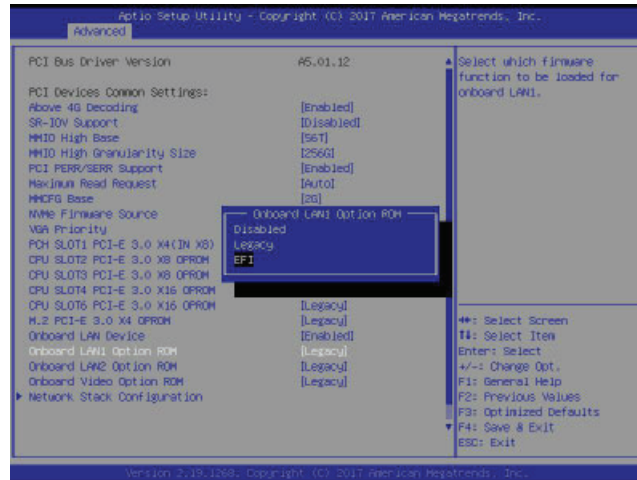 Aptio Setup Utility - Copyright (C) 2017 American Megatrends, Inc.
Advanced
PCI Bus Driver Version A5.01.12
PCI Devices Common Settings:
Above 4G Decoding [Enabled]
SR-IOV Support [Disabled]
MMIO High Base [56T]
MMIO High Granularity Size [256G]
PCI PERR/SERR Support [Enabled]
Maximum Read Request [Auto]
MMCFG Base [2G]
NVMe Firmware Source
VGA Priority
PCH SLOT1 PCI-E 3.0 X4(IN X8)
CPU SLOT2 PCI-E 3.0 X8 OPROM
CPU SLOT3 PCI-E 3.0 X8 OPROM
CPU SLOT4 PCI-E 3.0 X16 OPROM
CPU SLOT6 PCI-E 3.0 X16 OPROM [Legacy]
M.2 PCI-E 3.0 X4 OPROM [Legacy]
Onboard LAN Device [Enabled]
Onboard LAN1 Option ROM [Legacy]
Onboard LAN2 Option ROM [Legacy]
Onboard Video Option ROM [Legacy]
Network Stack Configuration
Onboard LAN1 Option ROM
Disabled
Legacy
EFI
Select which firmware
function to be loaded for
onboard LAN1.
↔: Select Screen
↑↓: Select Item
Enter: Select
+/-: Change Opt.
F1: General Help
F2: Previous Values
F3: Optimized Defaults
F4: Save & Exit
ESC: Exit
Version 2.19.1268. Copyright (C) 2017 American Megatrends, Inc.